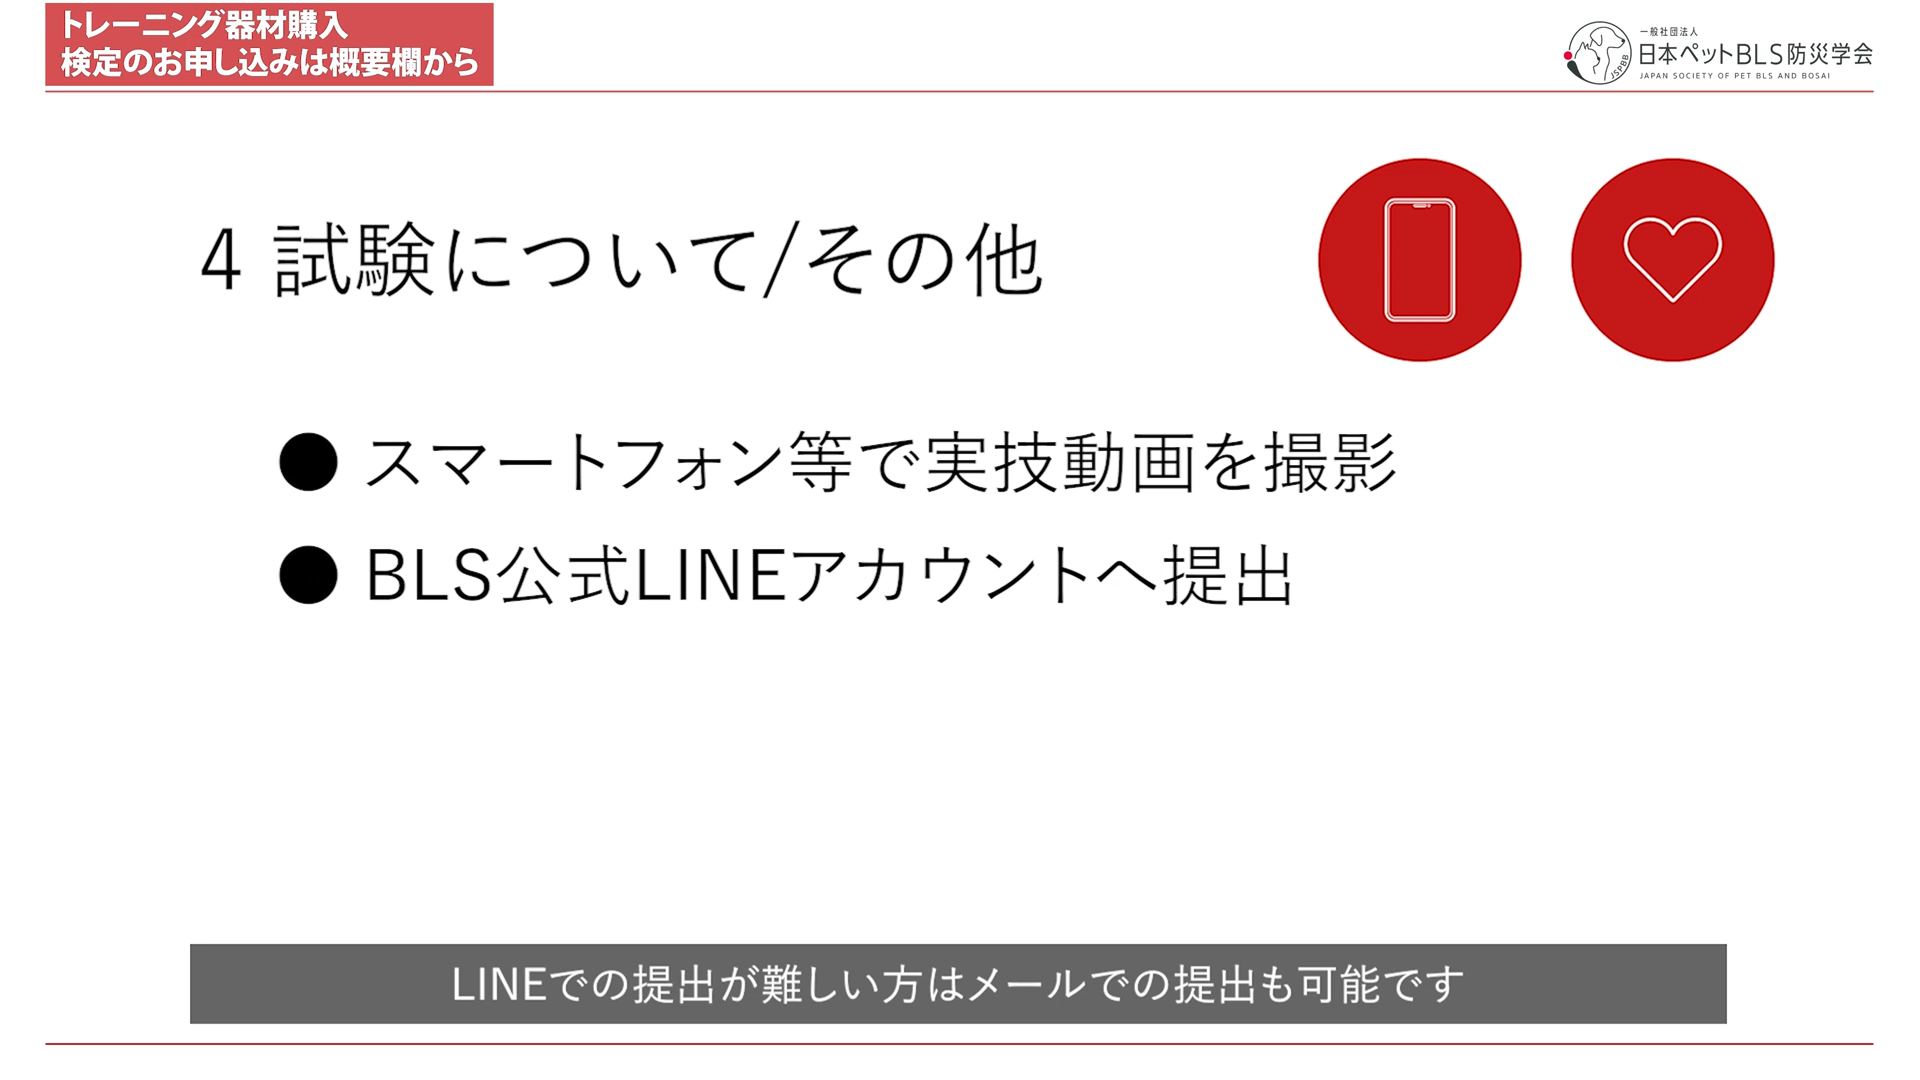 トレーニング器材購入
検定のお申し込みは概要欄から
一般社団法人
日本ペットBLS防災学会
JAPAN SOCIETY OF PET BLS AND BOSAI
JSPBB
4 試験について/その他
● スマートフォン等で実技動画を撮影
● BLS公式LINEアカウントへ提出
LINEでの提出が難しい方はメールでの提出も可能です